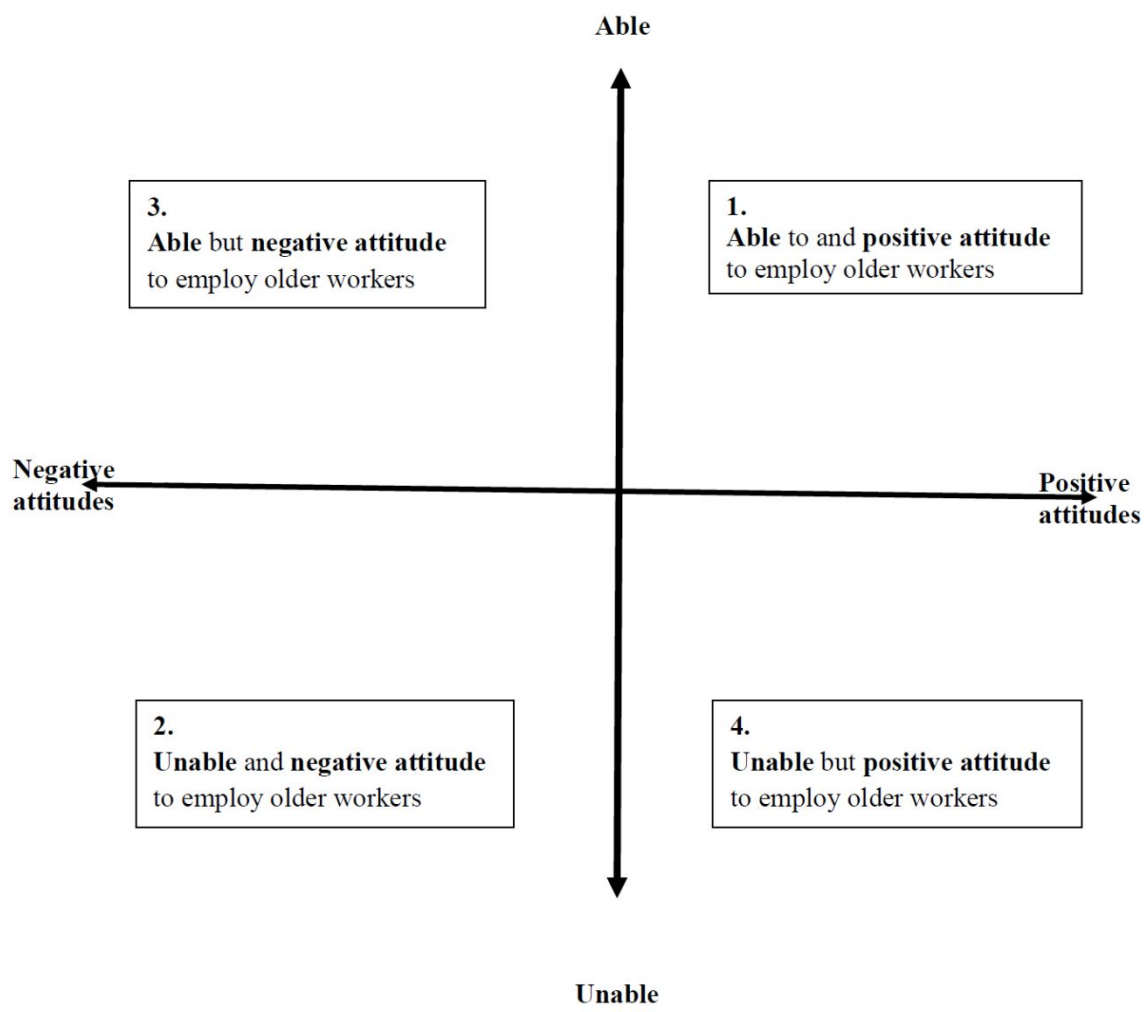 Able
3.
Able but negative attitude
to employ older workers
1.
Able to and positive attitude
to employ older workers
Negative
attitudes
Positive
attitudes
2.
Unable and negative attitude
to employ older workers
4.
Unable but positive attitude
to employ older workers
Unable